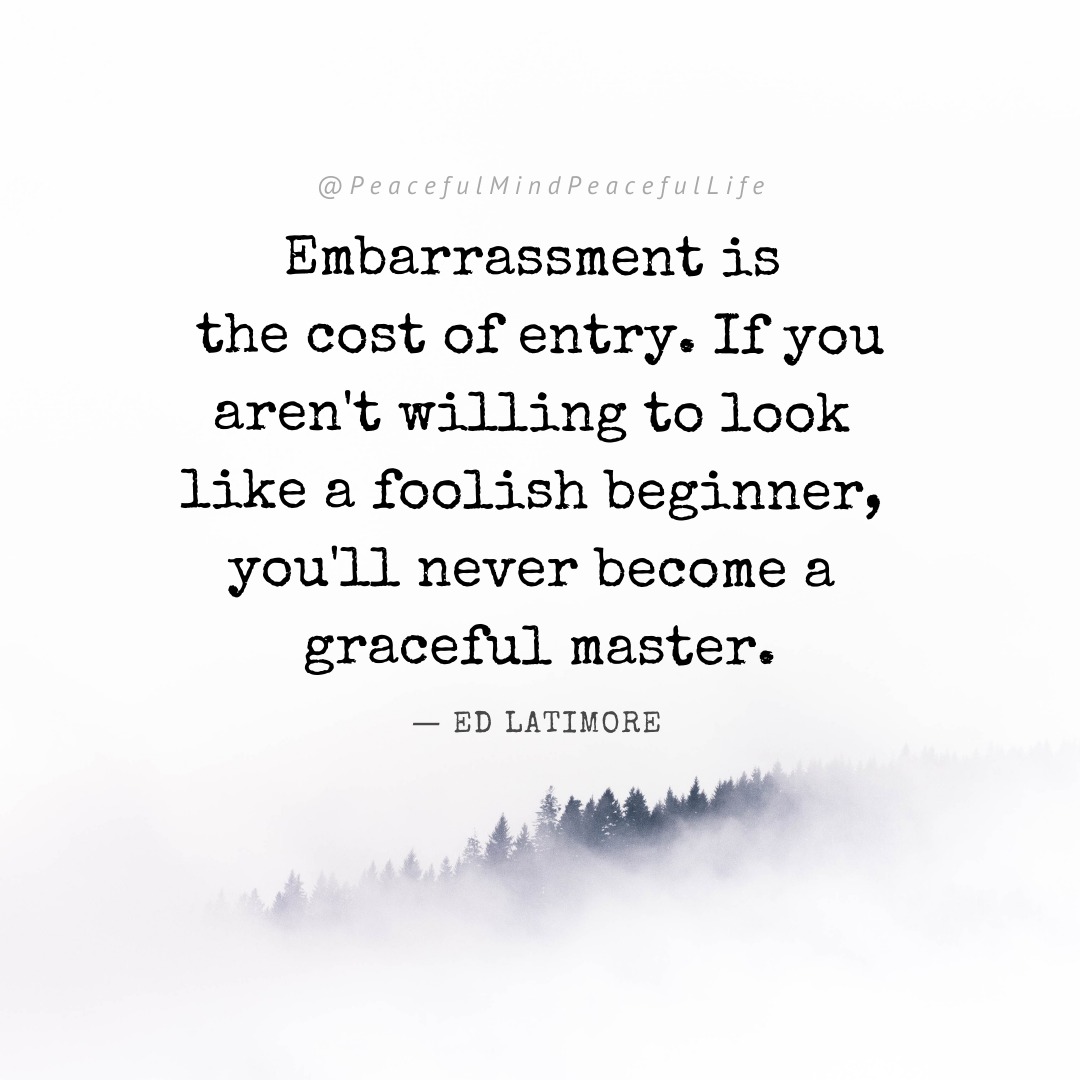 @PeacefulMindPeacefulLife
Embarrassment is
the cost of entry. If you
aren't willing to look
like a foolish beginner,
you'll never become a
graceful master.
— ED LATIMORE